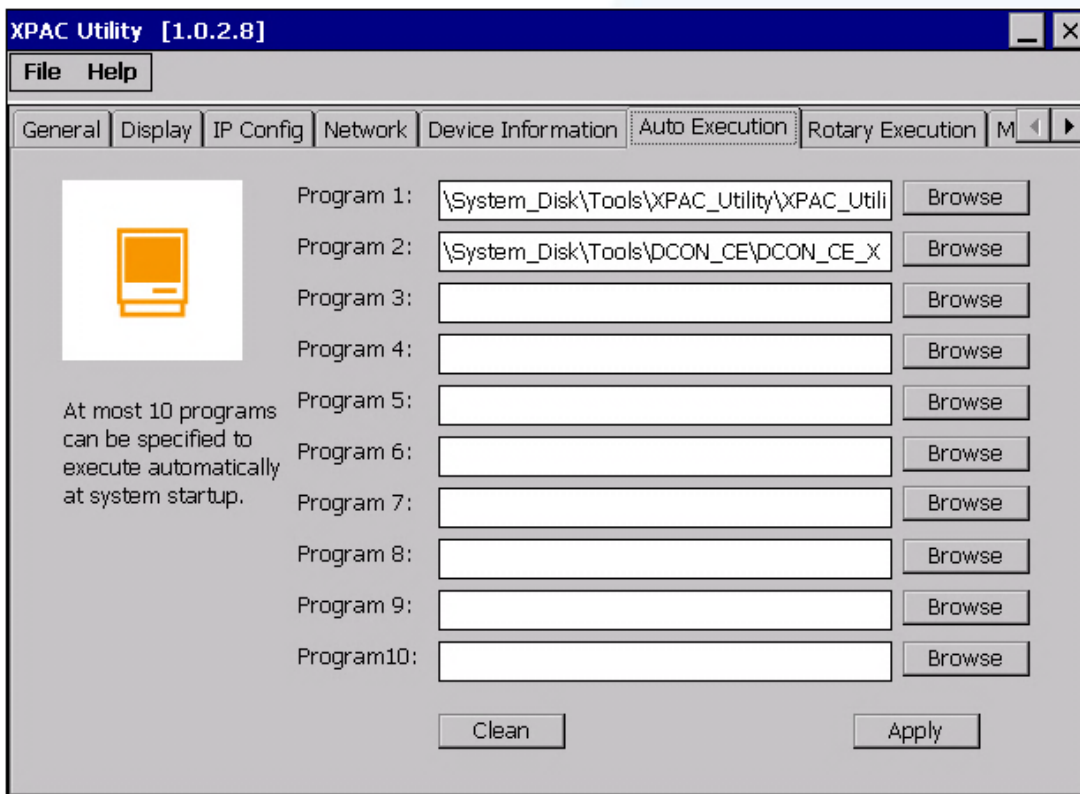 XPAC Utility [1.0.2.8]
File Help
General Display IP Config Network Device Information Auto Execution Rotary Execution M
Program 1: \System_Disk\Tools\XPAC_Utility\XPAC_Utili Browse
Program 2: \System_Disk\Tools\DCON_CE\DCON_CE_X Browse
Program 3: Browse
Program 4: Browse
At most 10 programs
can be specified to
execute automatically
at system startup.
Program 5: Browse
Program 6: Browse
Program 7: Browse
Program 8: Browse
Program 9: Browse
Program10: Browse
Clean Apply